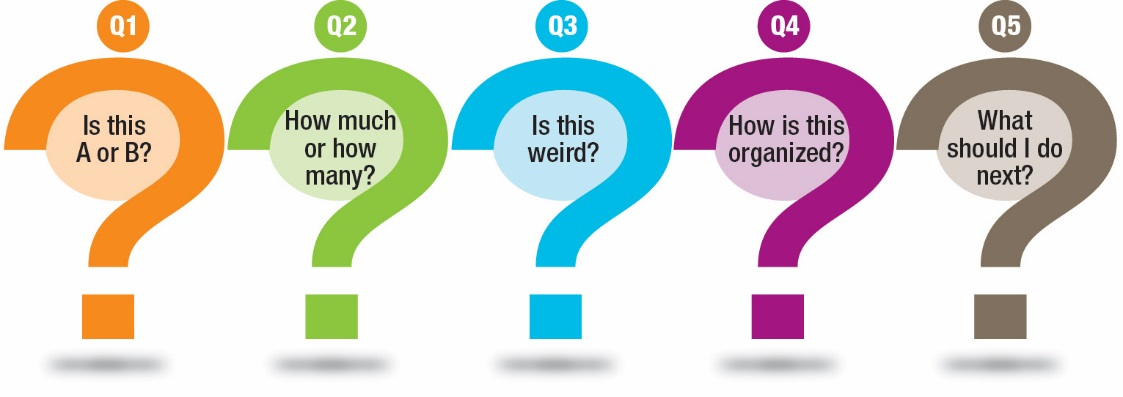 Q1
Is this
A or B?
Q2
How much
or how
many?
Q3
Is this
weird?
Q4
How is this
organized?
Q5
What
should I do
next?